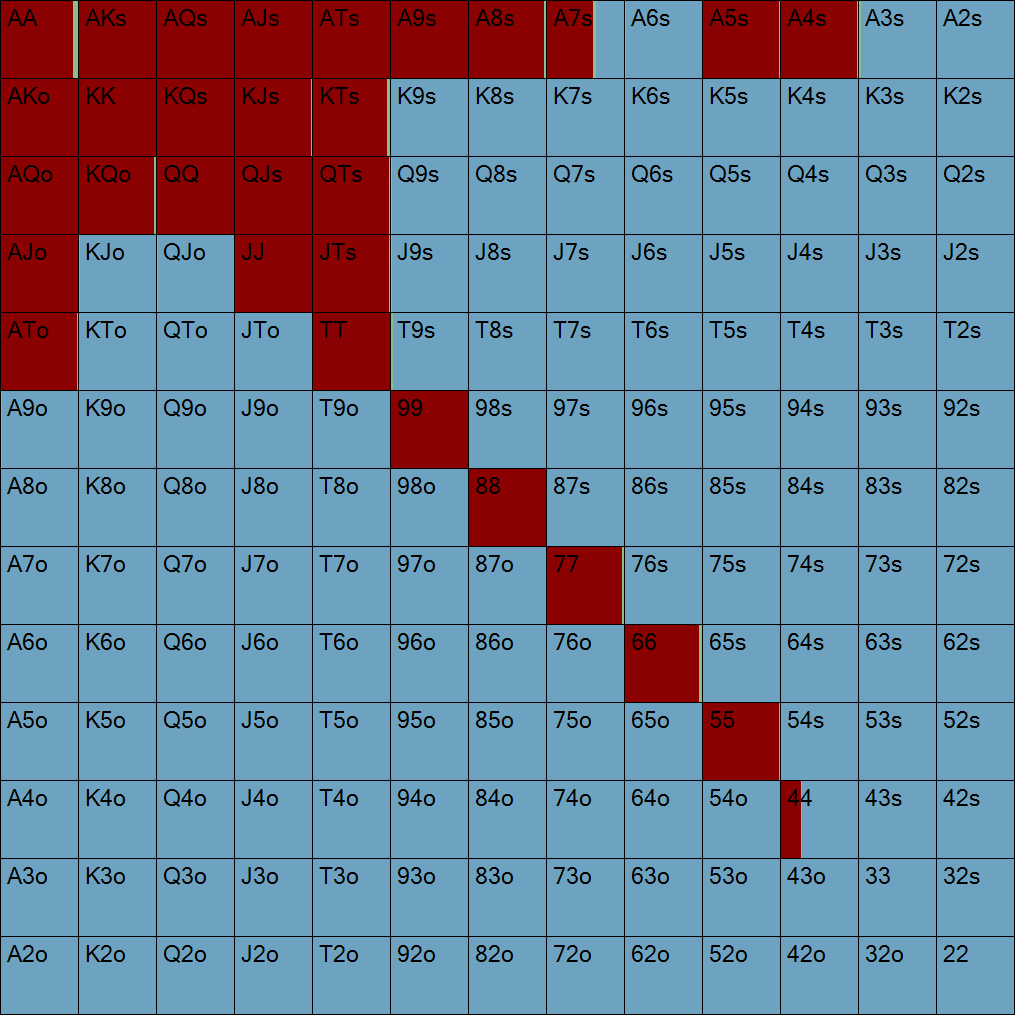 AA AKs AQs AJs ATs A9s A8s A7s A6s A5s A4s A3s A2s
AKo KK KQs KJs KTs K9s K8s K7s K6s K5s K4s K3s K2s
AQo KQo QQ QJs QTs Q9s Q8s Q7s Q6s Q5s Q4s Q3s Q2s
AJo KJo QJo JJ JTs J9s J8s J7s J6s J5s J4s J3s J2s
ATo KTo QTo JTo TT T9s T8s T7s T6s T5s T4s T3s T2s
A9o K9o Q9o J9o T9o 99 98s 97s 96s 95s 94s 93s 92s
A8o K8o Q8o J8o T8o 98o 88 87s 86s 85s 84s 83s 82s
A7o K7o Q7o J7o T7o 97o 87o 77 76s 75s 74s 73s 72s
A6o K6o Q6o J6o T6o 96o 86o 76o 66 65s 64s 63s 62s
A5o K5o Q5o J5o T5o 95o 85o 75o 65o 55 54s 53s 52s
A4o K4o Q4o J4o T4o 94o 84o 74o 64o 54o 44 43s 42s
A3o K3o Q3o J3o T3o 93o 83o 73o 63o 53o 43o 33 32s
A2o K2o Q2o J2o T2o 92o 82o 72o 62o 52o 42o 32o 22